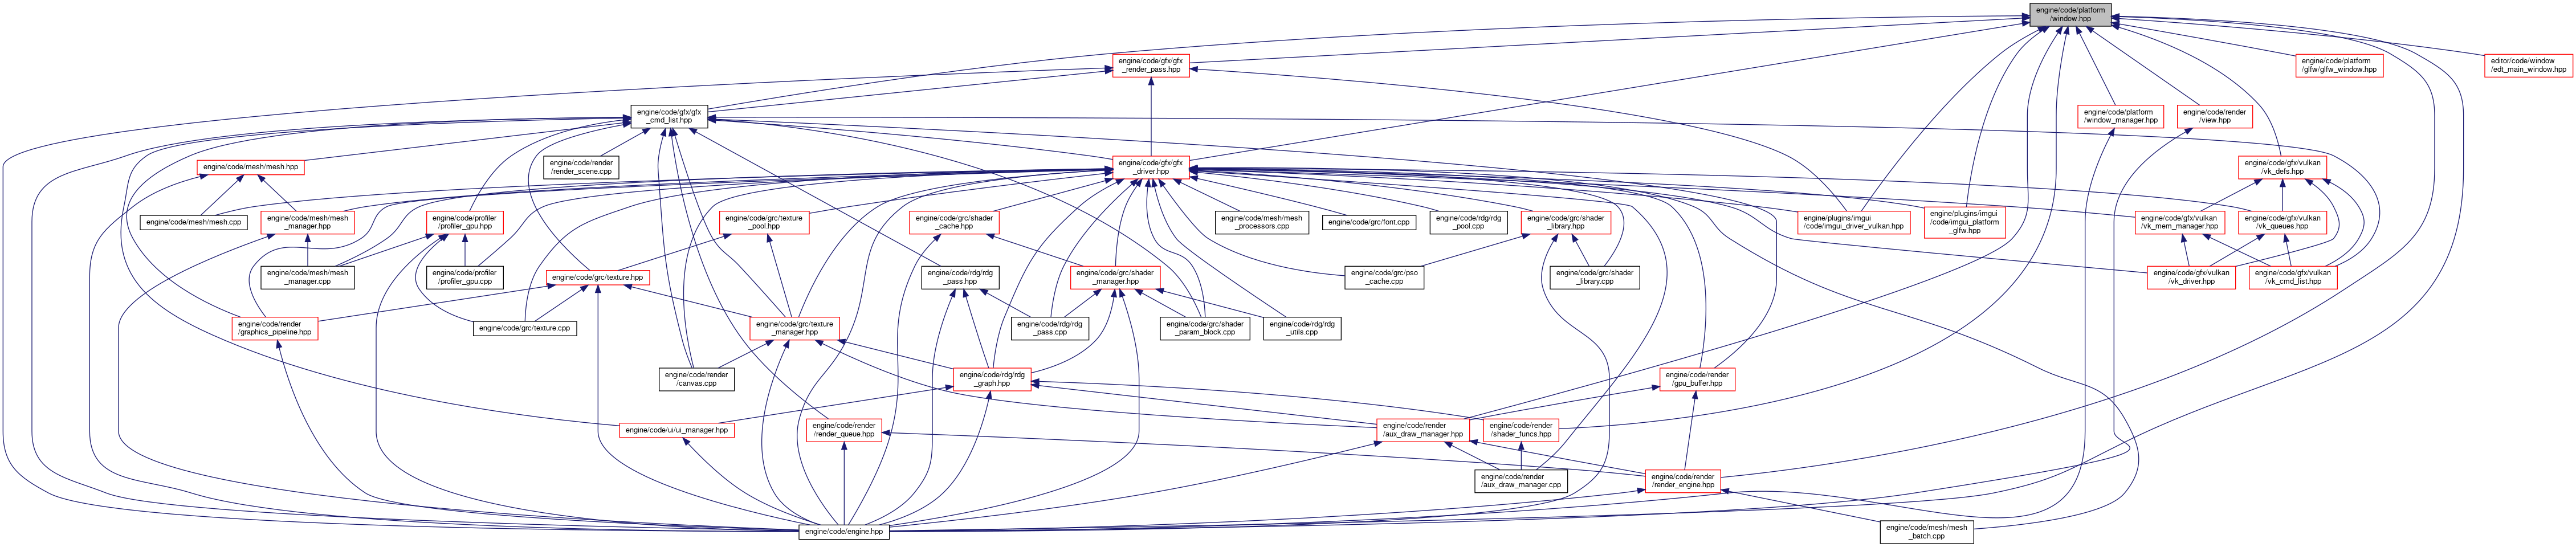 engine/code/platform
/window.hpp
engine/code/gfx/gfx
_render_pass.hpp
engine/code/platform
/glfw/glfw_window.hpp
editor/code/window
/edt_main_window.hpp
engine/code/gfx/gfx
_cmd_list.hpp
engine/code/platform
/window_manager.hpp
engine/code/render
/view.hpp
engine/code/mesh/mesh.hpp
engine/code/render
/render_scene.cpp
engine/code/gfx/gfx
_driver.hpp
engine/code/gfx/vulkan
/vk_defs.hpp
engine/code/mesh/mesh.cpp
engine/code/mesh/mesh
_manager.hpp
engine/code/profiler
/profiler_gpu.hpp
engine/code/grc/texture
_pool.hpp
engine/code/grc/shader
_cache.hpp
engine/code/mesh/mesh
_processors.cpp
engine/code/grc/font.cpp
engine/code/rdg/rdg
_pool.cpp
engine/code/grc/shader
_library.hpp
engine/plugins/imgui
/code/imgui_driver_vulkan.hpp
engine/plugins/imgui
/code/imgui_platform
_glfw.hpp
engine/code/gfx/vulkan
/vk_mem_manager.hpp
engine/code/gfx/vulkan
/vk_queues.hpp
engine/code/mesh/mesh
_manager.cpp
engine/code/profiler
/profiler_gpu.cpp
engine/code/grc/texture.hpp
engine/code/rdg/rdg
_pass.hpp
engine/code/grc/shader
_manager.hpp
engine/code/grc/pso
_cache.cpp
engine/code/grc/shader
_library.cpp
engine/code/gfx/vulkan
/vk_driver.hpp
engine/code/gfx/vulkan
/vk_cmd_list.hpp
engine/code/render
/graphics_pipeline.hpp
engine/code/grc/texture.cpp
engine/code/grc/texture
_manager.hpp
engine/code/rdg/rdg
_pass.cpp
engine/code/grc/shader
_param_block.cpp
engine/code/rdg/rdg
_utils.cpp
engine/code/render
/canvas.cpp
engine/code/rdg/rdg
_graph.hpp
engine/code/render
/gpu_buffer.hpp
engine/code/ui/ui_manager.hpp
engine/code/render
/render_queue.hpp
engine/code/render
/aux_draw_manager.hpp
engine/code/render
/shader_funcs.hpp
engine/code/render
/aux_draw_manager.cpp
engine/code/render
/render_engine.hpp
engine/code/engine.hpp
engine/code/mesh/mesh
_batch.cpp